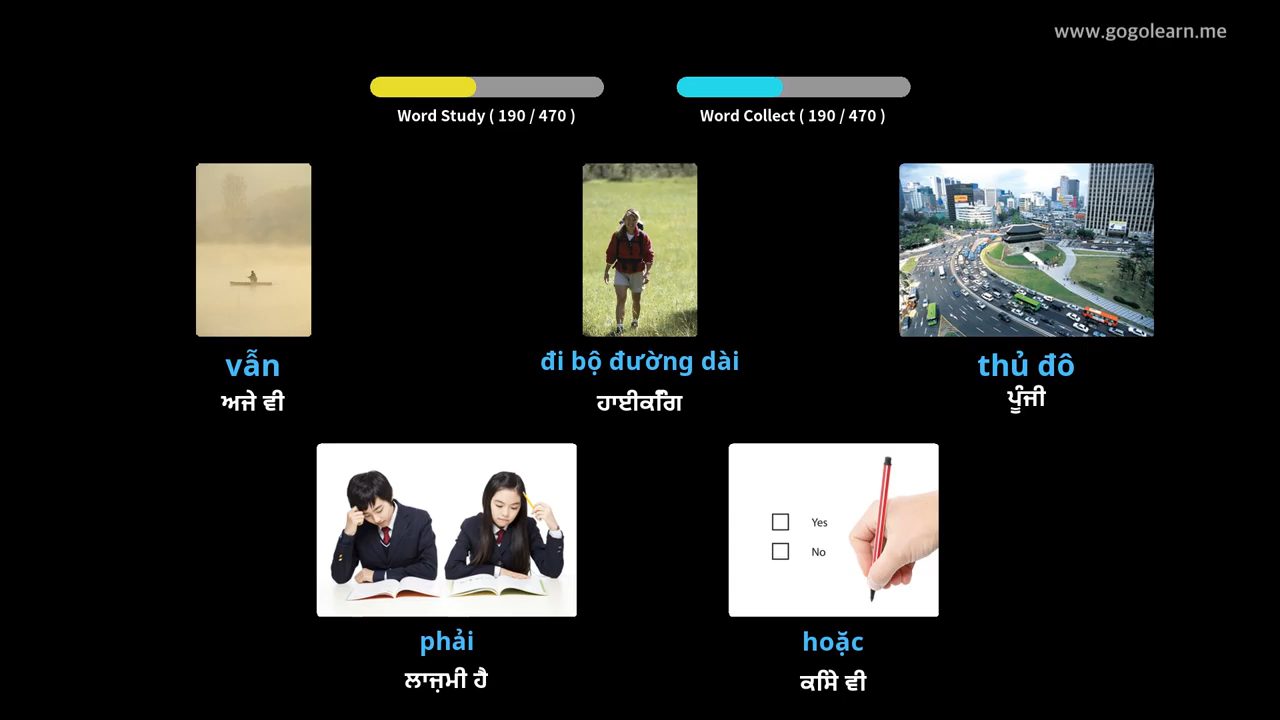 www.gogolearn.me
Word Study ( 190 / 470 )
Word Collect ( 190 / 470 )
vẫn
ਅਜੇ ਵੀ
đi bộ đường dài
ਹਾਈਕਿੰਗ
thủ đô
ਪੂੰਜੀ
Yes
No
phải
ਲਾਜ਼ਮੀ ਹੈ
hoặc
ਕਿਸੇ ਵੀ